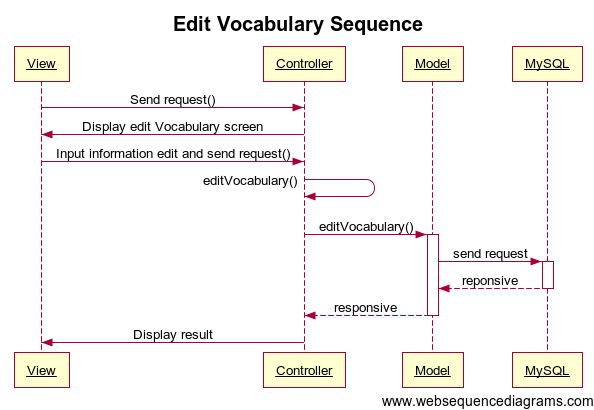 Edit Vocabulary Sequence
View Controller Model MySQL
Send request()
Display edit Vocabulary screen
Input information edit and send request()
editVocabulary()
editVocabulary()
send request
reponsive
responsive
Display result
View Controller Model MySQL
www.websequencediagrams.com